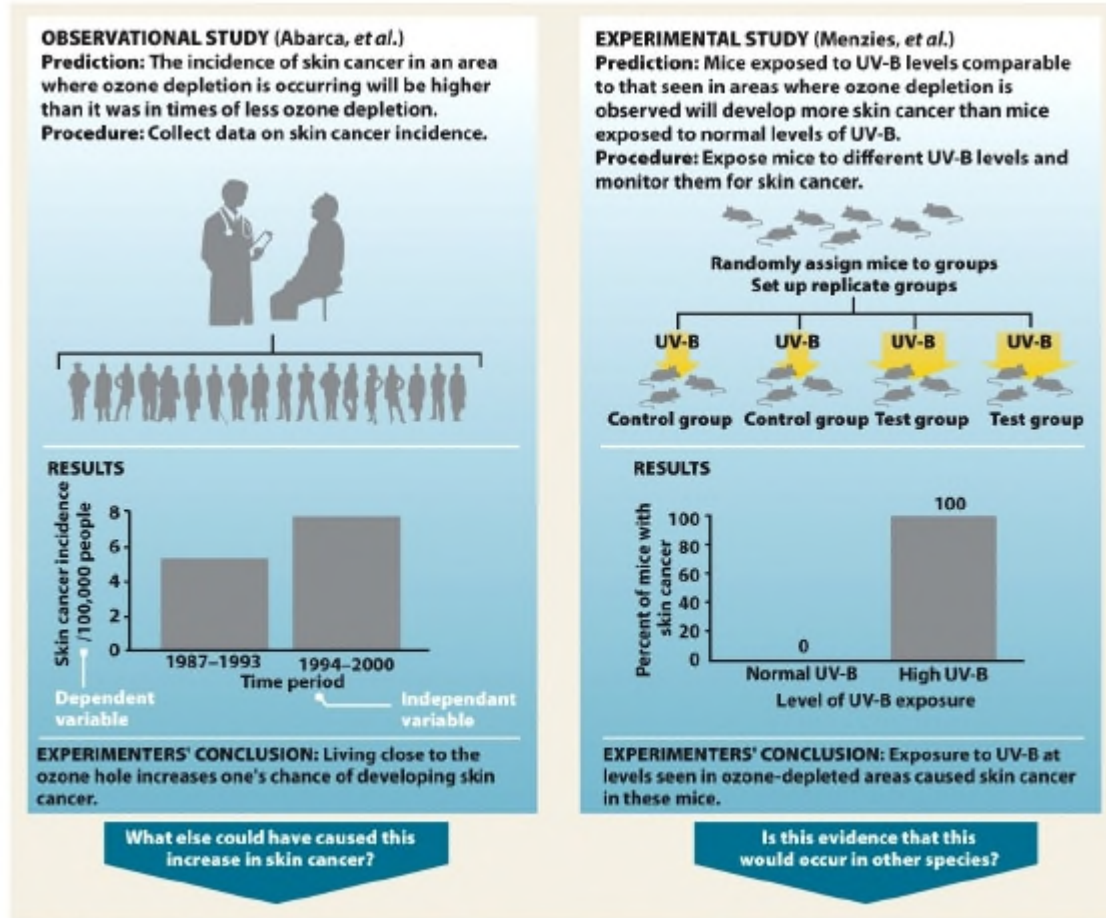 OBSERVATIONAL STUDY (Abarca, et al.)
Prediction: The incidence of skin cancer in an area
where ozone depletion is occurring will be higher
than it was in times of less ozone depletion.
Procedure: Collect data on skin cancer incidence.
RESULTS
Skin cancer incidence
/100,000 people
8
6
4
2
0
1987–1993
1994–2000
Time period
Dependent
variable
Independant
variable
EXPERIMENTERS' CONCLUSION: Living close to the
ozone hole increases one's chance of developing skin
cancer.
What else could have caused this
increase in skin cancer?
EXPERIMENTAL STUDY (Menzies, et al.)
Prediction: Mice exposed to UV-B levels comparable
to that seen in areas where ozone depletion is
observed will develop more skin cancer than mice
exposed to normal levels of UV-B.
Procedure: Expose mice to different UV-B levels and
monitor them for skin cancer.
Randomly assign mice to groups
Set up replicate groups
UV-B UV-B UV-B UV-B
Control group Control group Test group Test group
RESULTS
Percent of mice with
skin cancer
100
80
60
40
20
0
0
100
Normal UV-B High UV-B
Level of UV-B exposure
EXPERIMENTERS' CONCLUSION: Exposure to UV-B at
levels seen in ozone-depleted areas caused skin cancer
in these mice.
Is this evidence that this
would occur in other species?